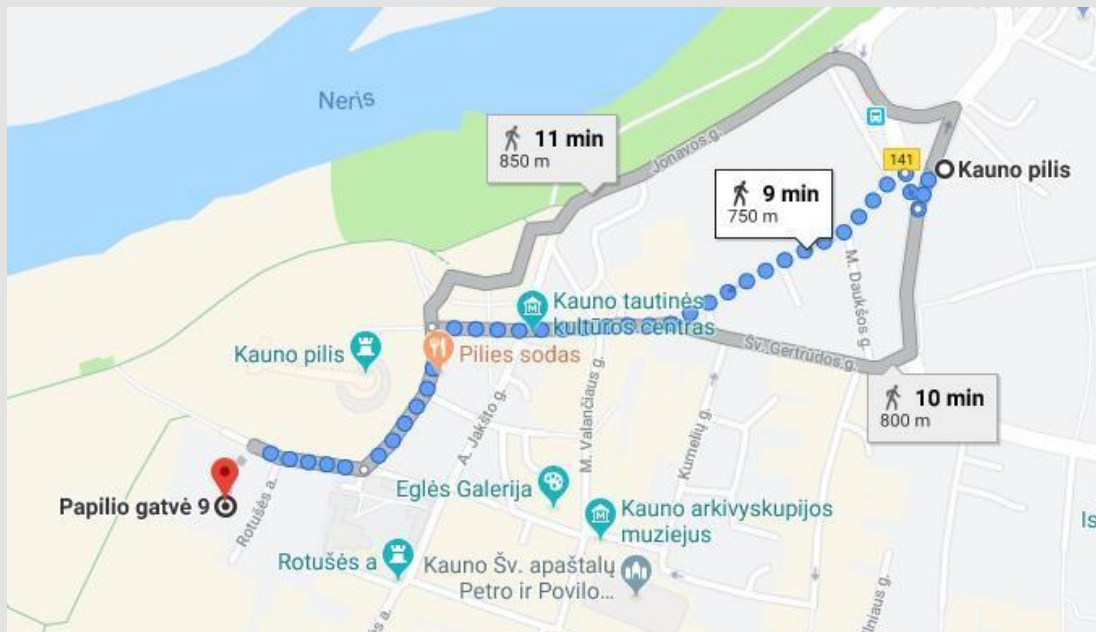 Neris
11 min
850 m
Jonavos g.
141
Kauno pilis
9 min
750 m
M. Daukšos g.
Kauno tautinės
kultūros centras
Kauno pilis
Pilies sodas
Šv. Gertrūdos g.
10 min
800 m
A. Jakšto g.
M. Valančiaus g.
Kurnelių g.
Papilio gatvė 9
Rotušės a.
Eglės Galerija
Kauno arkivyskupijos
muziejus
Rotušės a
Kauno Šv. apaštalų
Petro ir Povilo...
Is
ilniaus g.
s a.